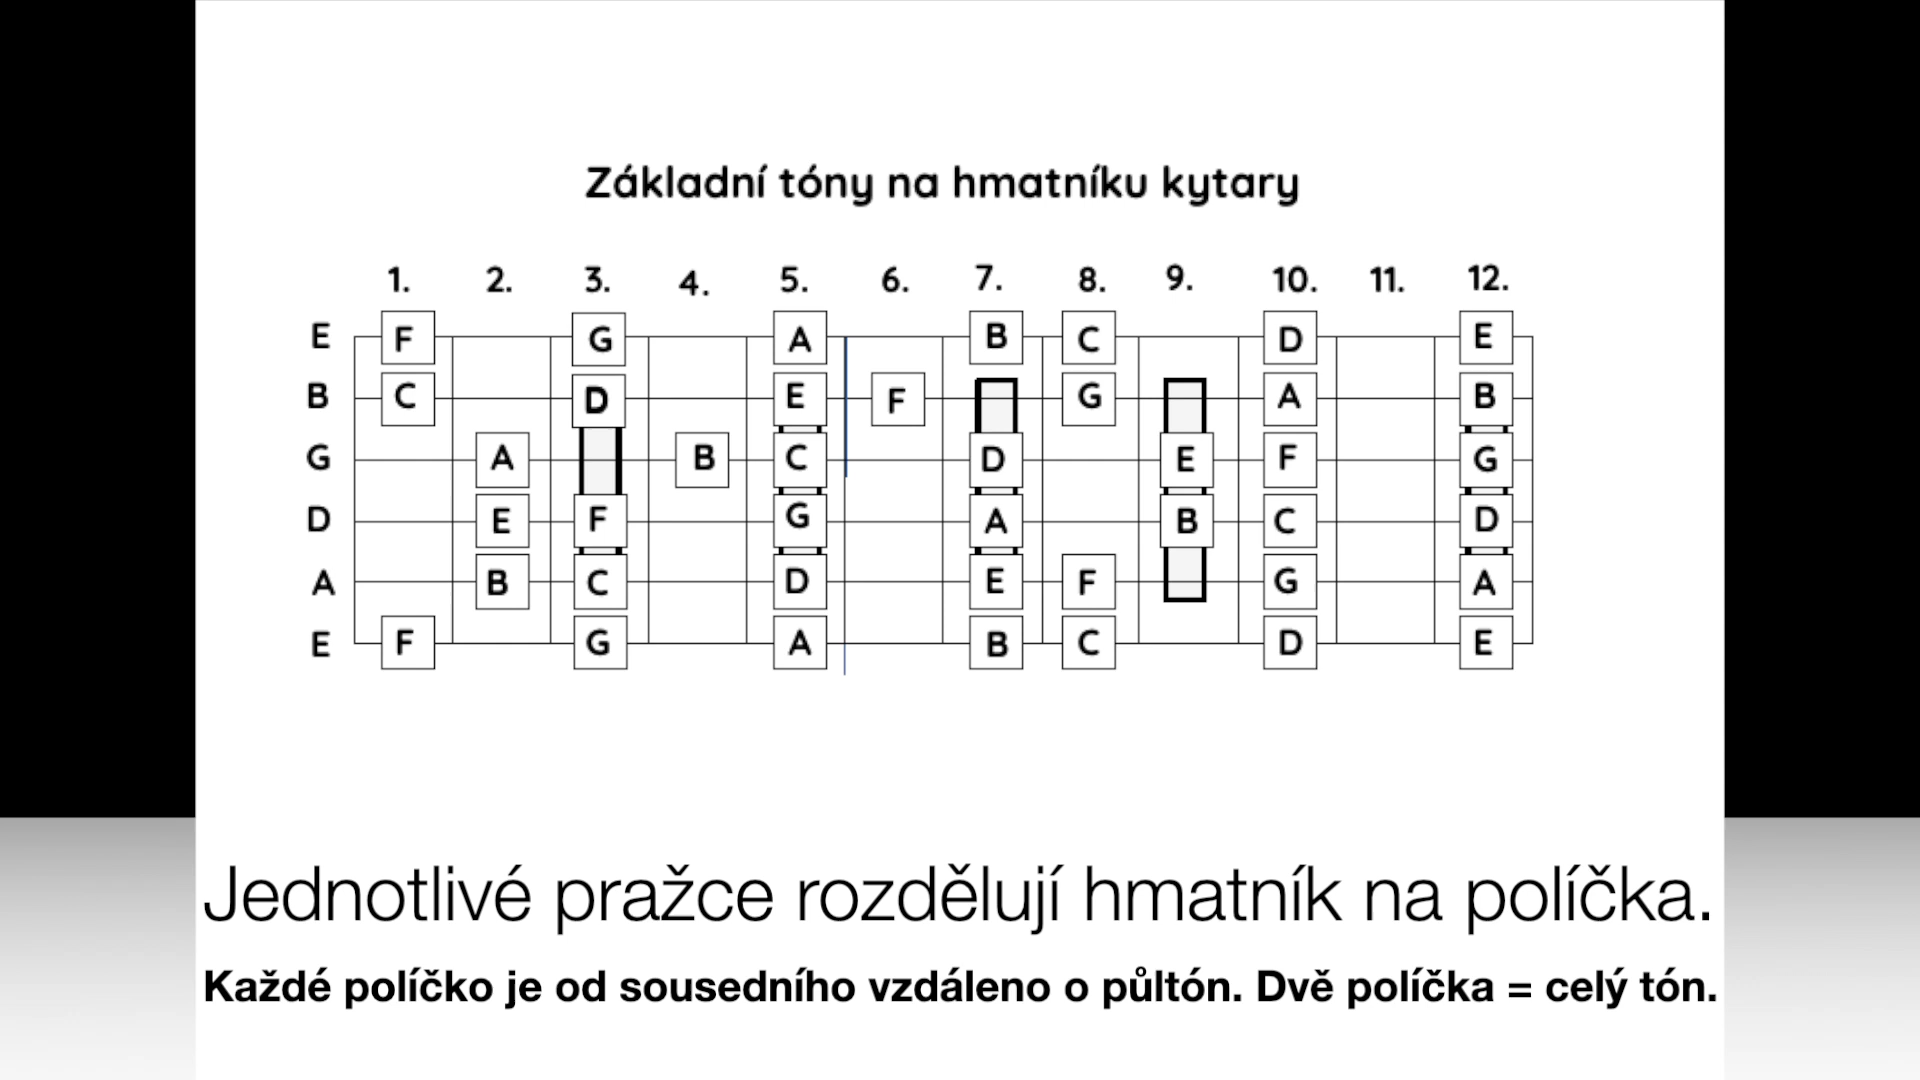 Základní tóny na hmatníku kytary
1. 2. 3. 4. 5. 6. 7. 8. 9. 10. 11. 12.
E F G A B C D E
B C D E F G A B
G A B C D E F G
D E F G A B C D
A B C D E F G A
E F G A B C D E
Jednotlivé pražce rozdělují hmatník na políčka.
Každé políčko je od sousedního vzdáleno o půltón. Dvě políčka = celý tón.